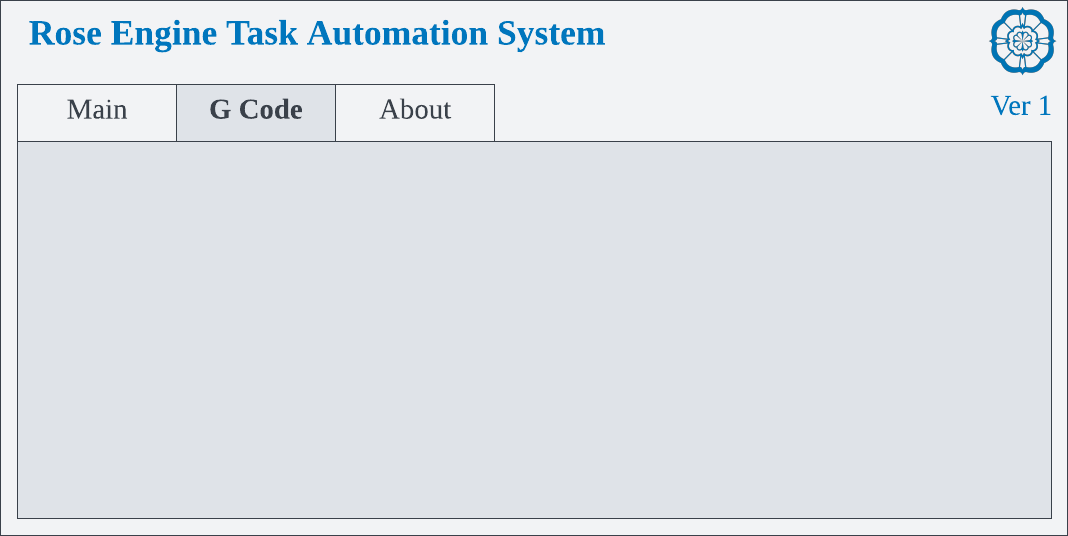 Rose Engine Task Automation System
Ver 1
Main G Code About